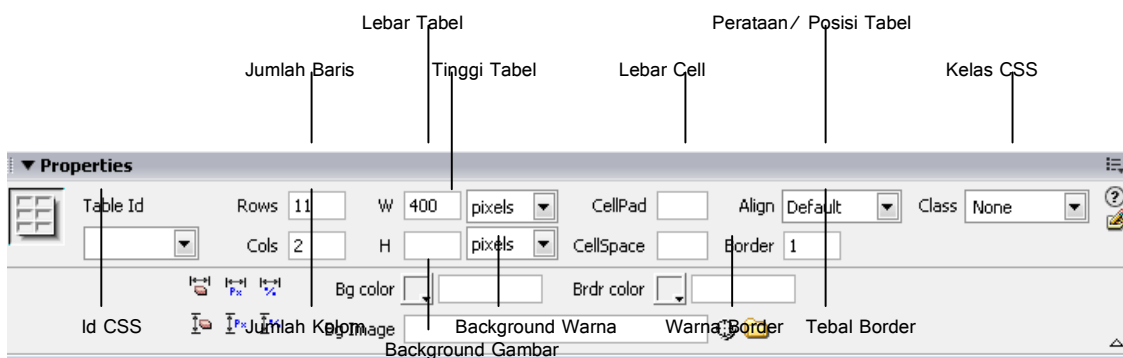 Lebar Tabel Perataan/ Posisi Tabel
Jumlah Baris Tinggi Tabel Lebar Cell Kelas CSS
Properties
Table Id Rows 11 W 400 pixels CellPad Align Default Class None
Cols 2 H pixels CellSpace Border 1
Bg color Brdr color
Id CSS Jumlah Kolom Bg Image Background Warna Warna Border Tebal Border
Background Gambar